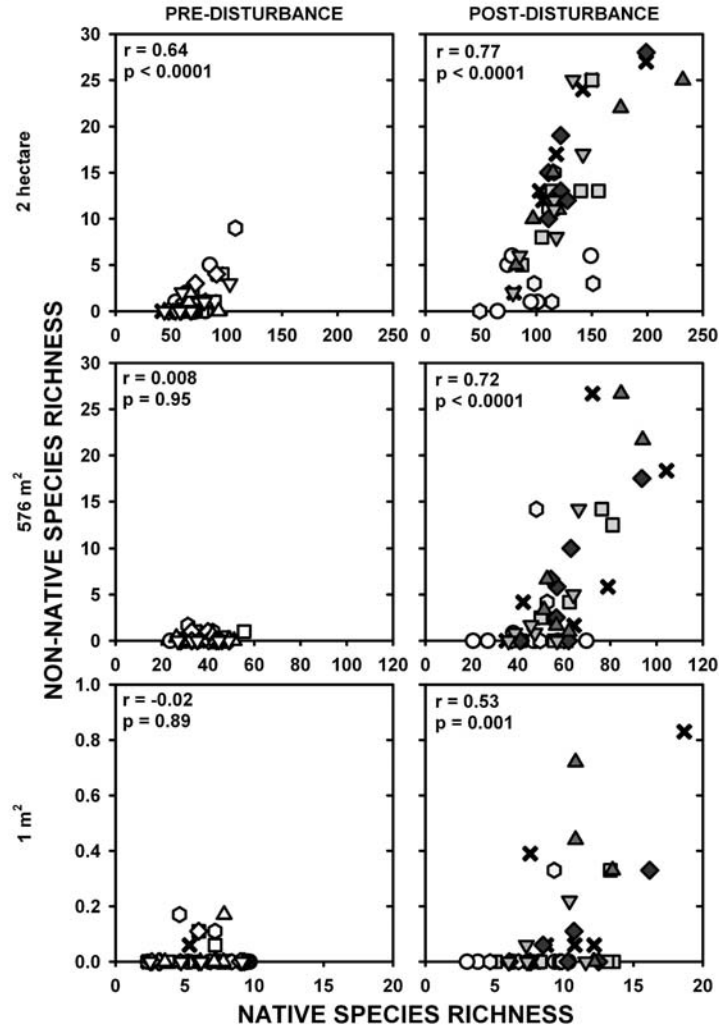 PRE-DISTURBANCE
POST-DISTURBANCE
NON-NATIVE SPECIES RICHNESS
2 hectare
r = 0.64
p < 0.0001
30
25
20
15
10
5
0
0 50 100 150 200 250
r = 0.77
p < 0.0001
50 100 150 200 250
576 m²
r = 0.008
p = 0.95
30
25
20
15
10
5
0
0 20 40 60 80 100 120
r = 0.72
p < 0.0001
0 20 40 60 80 100 120
1 m²
r = -0.02
p = 0.89
1.0
0.8
0.6
0.4
0.2
0.0
0 5 10 15 20
r = 0.53
p = 0.001
0 5 10 15 20
NATIVE SPECIES RICHNESS